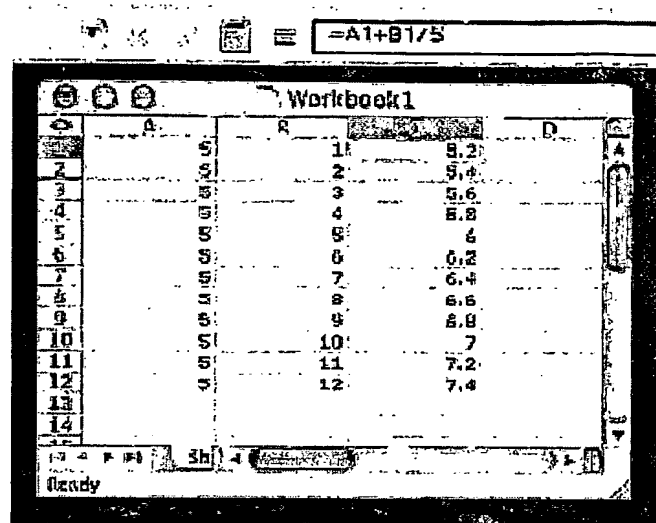 =A1+B1/5
Workbook1
A B D
5 1 5.2
2 5 2 5.4
3 5 3 5.6
4 5 4 5.8
5 5 5 6
6 5 6 6.2
7 5 7 6.4
8 5 8 6.6
9 5 9 6.8
10 5 10 7
11 5 11 7.2
12 5 12 7.4
13
14
Sh
Ready